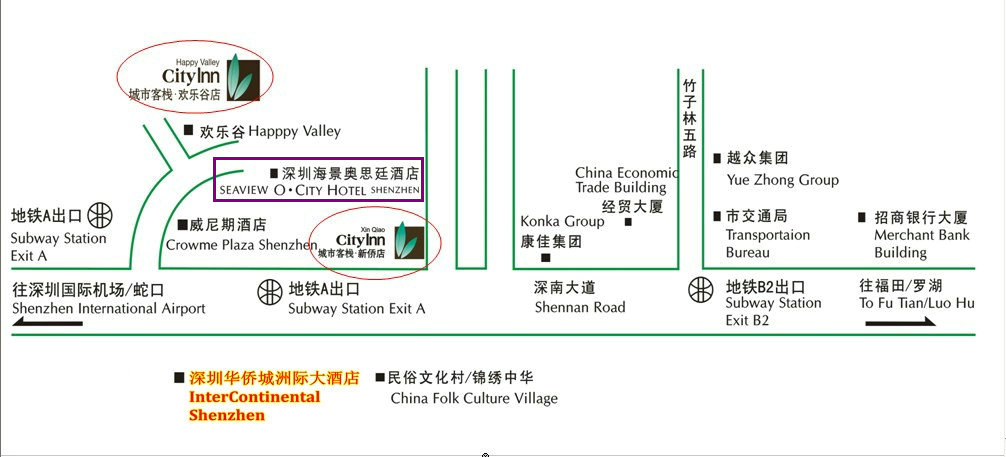 Happy Valley
CityInn
城市客栈·欢乐谷店
欢乐谷 Happpy Valley
深圳海景奥思廷酒店
SEAVIEW O·CITY HOTEL SHENZHEN
地铁A出口
Subway Station
Exit A
威尼期酒店
Crowme Plaza Shenzhen
Xin Qiao
CityInn
城市客栈·新侨店
China Economic
Trade Building
经贸大厦
Konka Group
康佳集团
竹子林五路
越众集团
Yue Zhong Group
市交通局
Transportaion
Bureau
招商银行大厦
Merchant Bank
Building
往深圳国际机场/蛇口
Shenzhen International Airport
地铁A出口
Subway Station Exit A
深南大道
Shennan Road
地铁B2出口
Subway Station
Exit B2
往福田/罗湖
To Fu Tian/Luo Hu
深圳华侨城洲际大酒店
InterContinental
Shenzhen
民俗文化村/锦绣中华
China Folk Culture Village